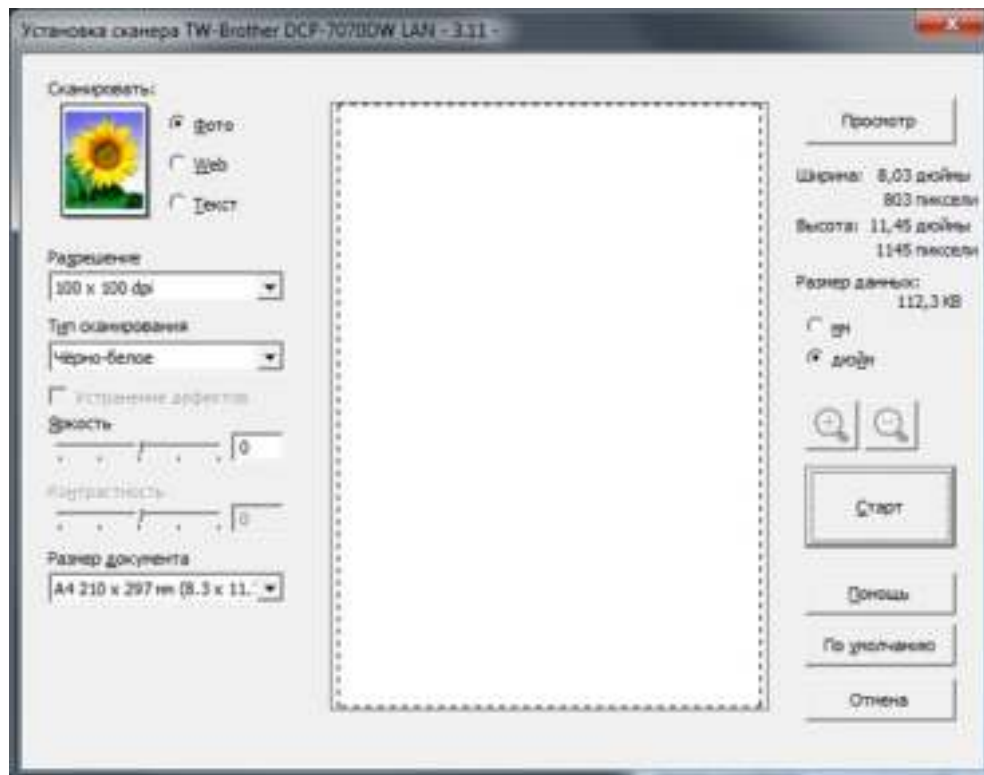 Установка сканера TW-Brother DCP-7070DW LAN - 3.11 -
Сканировать:
Фото
Web
Текст
Разрешение
100 x 100 dpi
Тип сканирования
Чёрно-белое
Устранение дефектов
Яркость
0
Контрастность
0
Размер документа
A4 210 x 297 мм (8.3 x 11.
Просмотр
Ширина: 8,03 дюймы
803 пиксели
Высота: 11,45 дюймы
1145 пиксели
Размер данных:
112,3 KB
мм
дюйм
Старт
Помощь
По умолчанию
Отмена